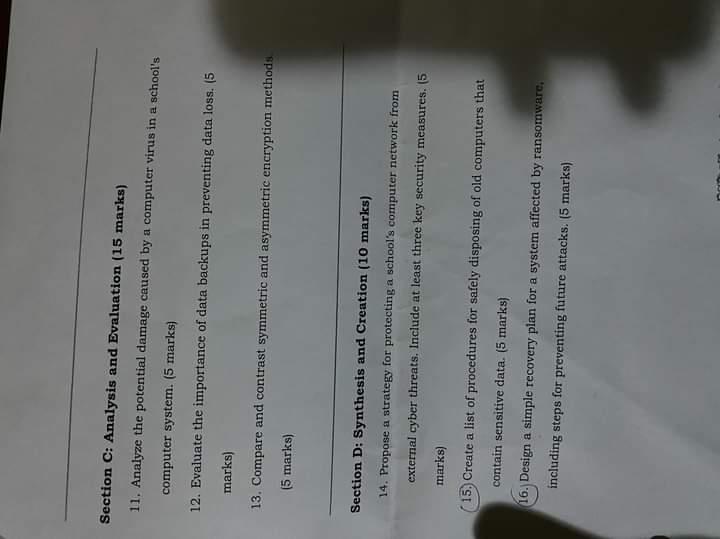 Section C: Analysis and Evaluation (15 marks)
11. Analyze the potential damage caused by a computer virus in a school's
computer system. (5 marks)
12. Evaluate the importance of data backups in preventing data loss. (5
marks)
13. Compare and contrast symmetric and asymmetric encryption methods.
(5 marks)
Section D: Synthesis and Creation (10 marks)
14. Propose a strategy for protecting a school's computer network from
external cyber threats. Include at least three key security measures. (5
marks)
15. Create a list of procedures for safely disposing of old computers that
contain sensitive data. (5 marks)
16. Design a simple recovery plan for a system affected by ransomware,
including steps for preventing future attacks. (5 marks)